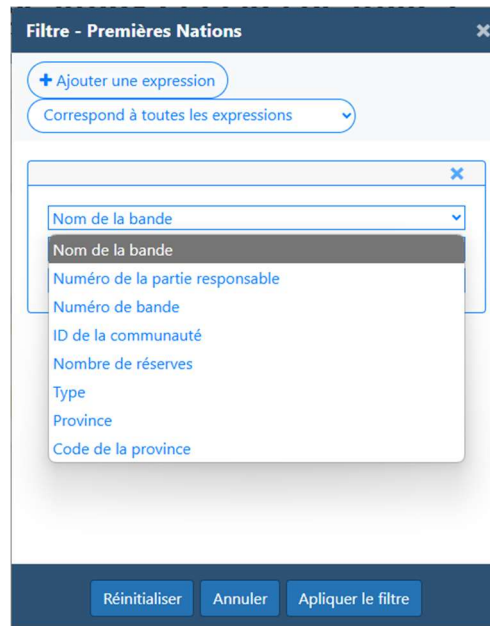 Filtre - Premières Nations
Ajouter une expression
Correspond à toutes les expressions
Nom de la bande
Nom de la bande
Numéro de la partie responsable
Numéro de bande
ID de la communauté
Nombre de réserves
Type
Province
Code de la province
Réinitialiser Annuler Apliquer le filtre